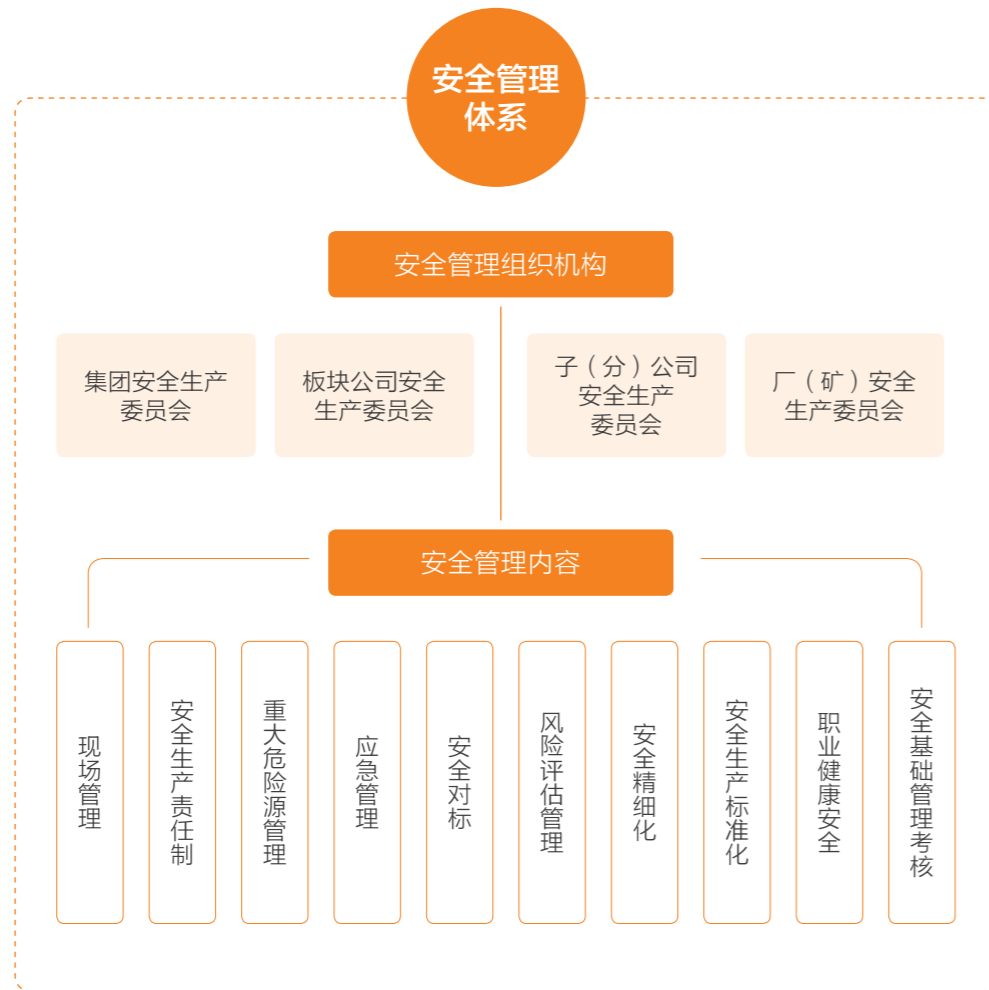 安全管理
体系
安全管理组织机构
集团安全生产
委员会
板块公司安全
生产委员会
子（分）公司
安全生产
委员会
厂（矿）安全
生产委员会
安全管理内容
现场管理
安全生产责任制
重大危险源管理
应急管理
安全对标
风险评估管理
安全精细化
安全生产标准化
职业健康安全
安全基础管理考核